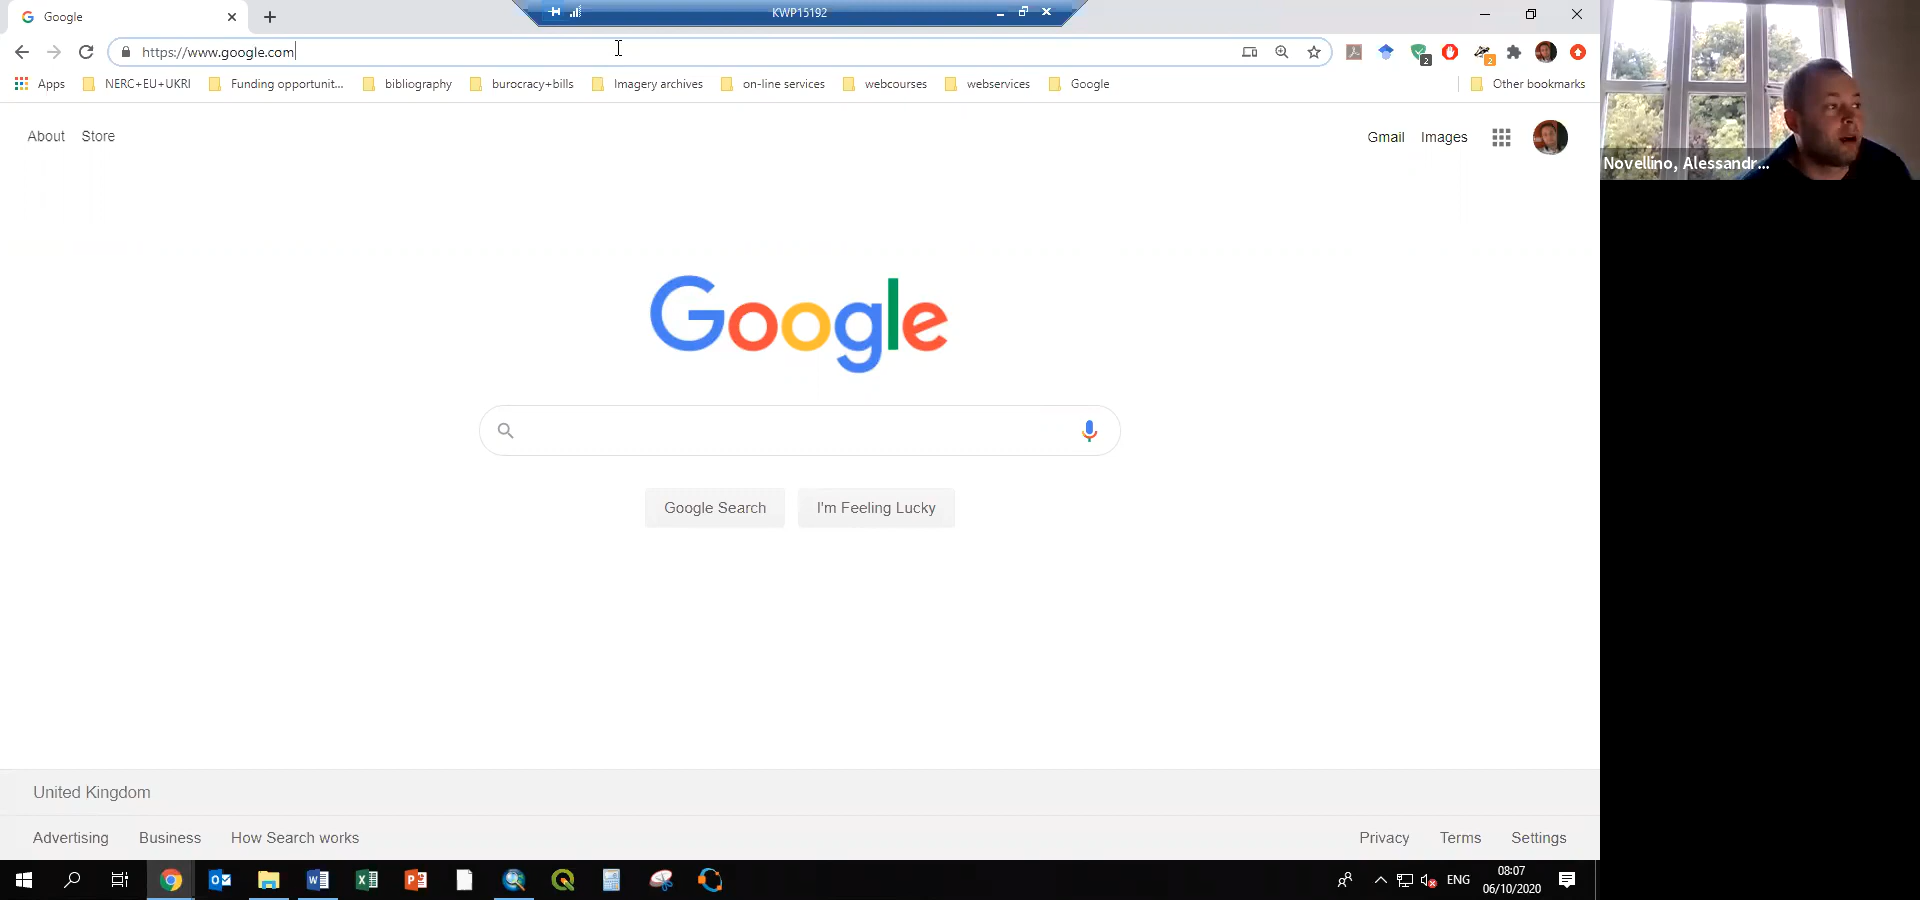 Google
KWP15192
https://www.google.com
2
2
Apps
NERC+EU+UKRI
Funding opportunit...
bibliography
burocracy+bills
Imagery archives
on-line services
webcourses
webservices
Google
Other bookmarks
About
Store
Gmail
Images
Novellino, Alessandr...
Google
Google Search
I'm Feeling Lucky
United Kingdom
Advertising
Business
How Search works
Privacy
Terms
Settings
ENG
08:07
06/10/2020